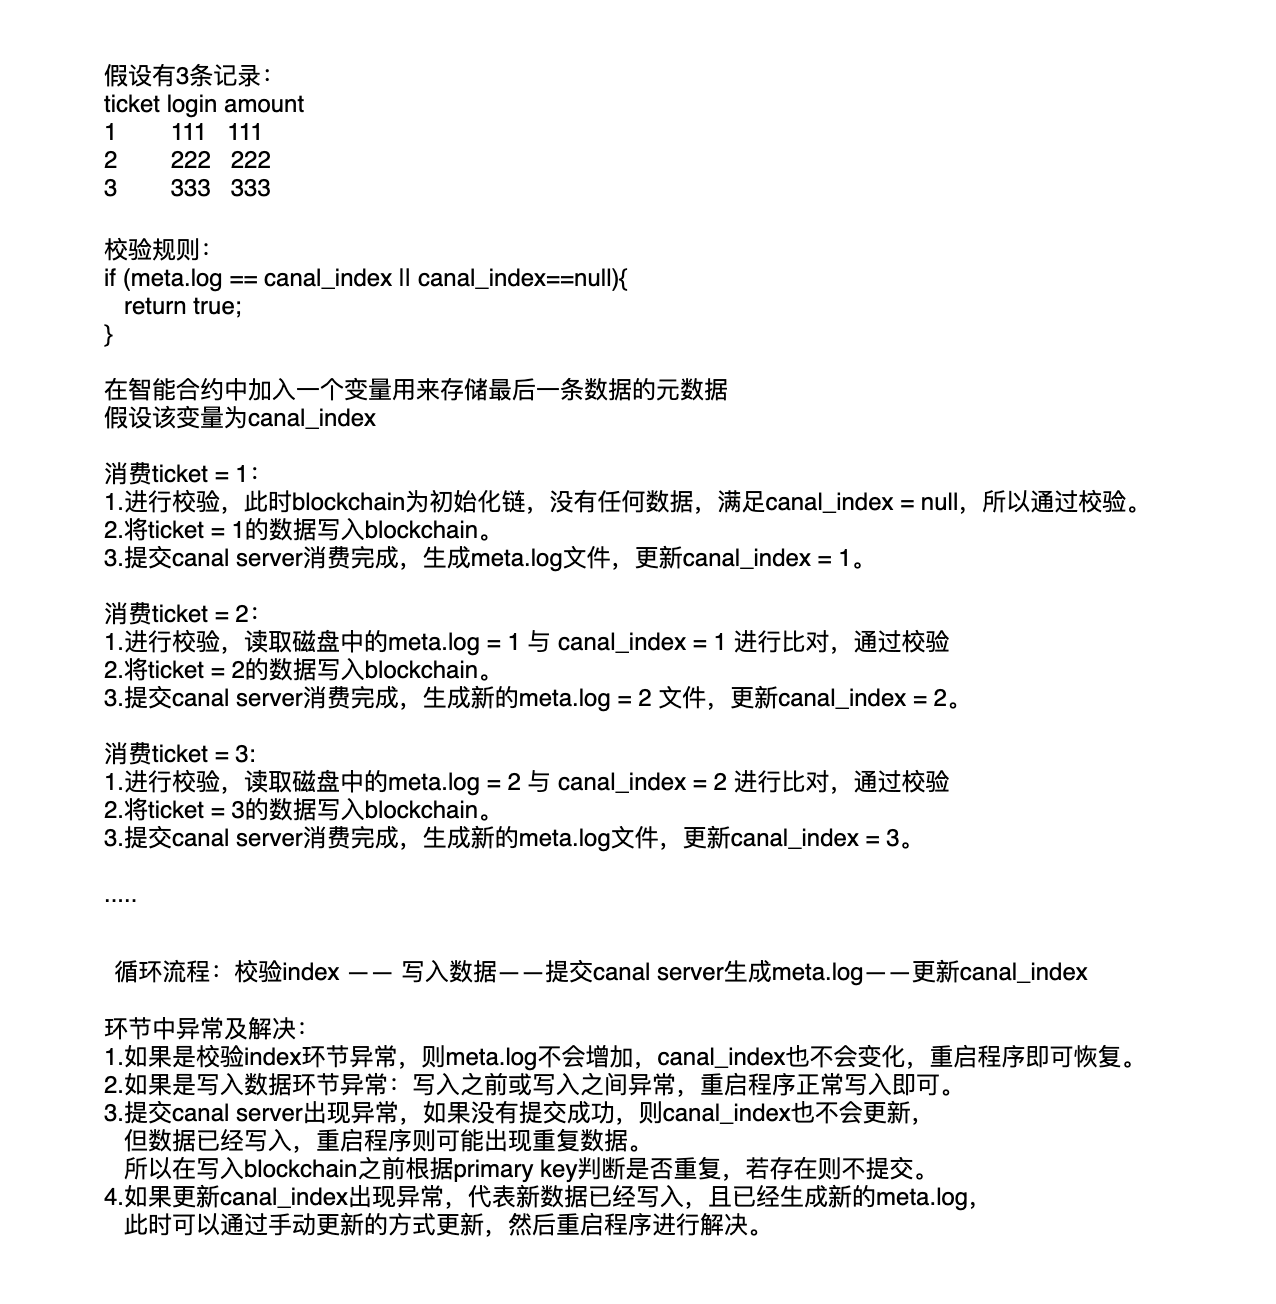 假设有3条记录：
ticket login amount
1 111 111
2 222 222
3 333 333
校验规则：
if (meta.log == canal_index || canal_index==null){
return true;
}
在智能合约中加入一个变量用来存储最后一条数据的元数据
假设该变量为canal_index
消费ticket = 1：
1.进行校验，此时blockchain为初始化链，没有任何数据，满足canal_index = null，所以通过校验。
2.将ticket = 1的数据写入blockchain。
3.提交canal server消费完成，生成meta.log文件，更新canal_index = 1。
消费ticket = 2：
1.进行校验，读取磁盘中的meta.log = 1 与 canal_index = 1 进行比对，通过校验
2.将ticket = 2的数据写入blockchain。
3.提交canal server消费完成，生成新的meta.log = 2 文件，更新canal_index = 2。
消费ticket = 3:
1.进行校验，读取磁盘中的meta.log = 2 与 canal_index = 2 进行比对，通过校验
2.将ticket = 3的数据写入blockchain。
3.提交canal server消费完成，生成新的meta.log文件，更新canal_index = 3。
.....
循环流程：校验index —— 写入数据——提交canal server生成meta.log——更新canal_index
环节中异常及解决：
1.如果是校验index环节异常，则meta.log不会增加，canal_index也不会变化，重启程序即可恢复。
2.如果是写入数据环节异常：写入之前或写入之间异常，重启程序正常写入即可。
3.提交canal server出现异常，如果没有提交成功，则canal_index也不会更新，
但数据已经写入，重启程序则可能出现重复数据。
所以在写入blockchain之前根据primary key判断是否重复，若存在则不提交。
4.如果更新canal_index出现异常，代表新数据已经写入，且已经生成新的meta.log，
此时可以通过手动更新的方式更新，然后重启程序进行解决。